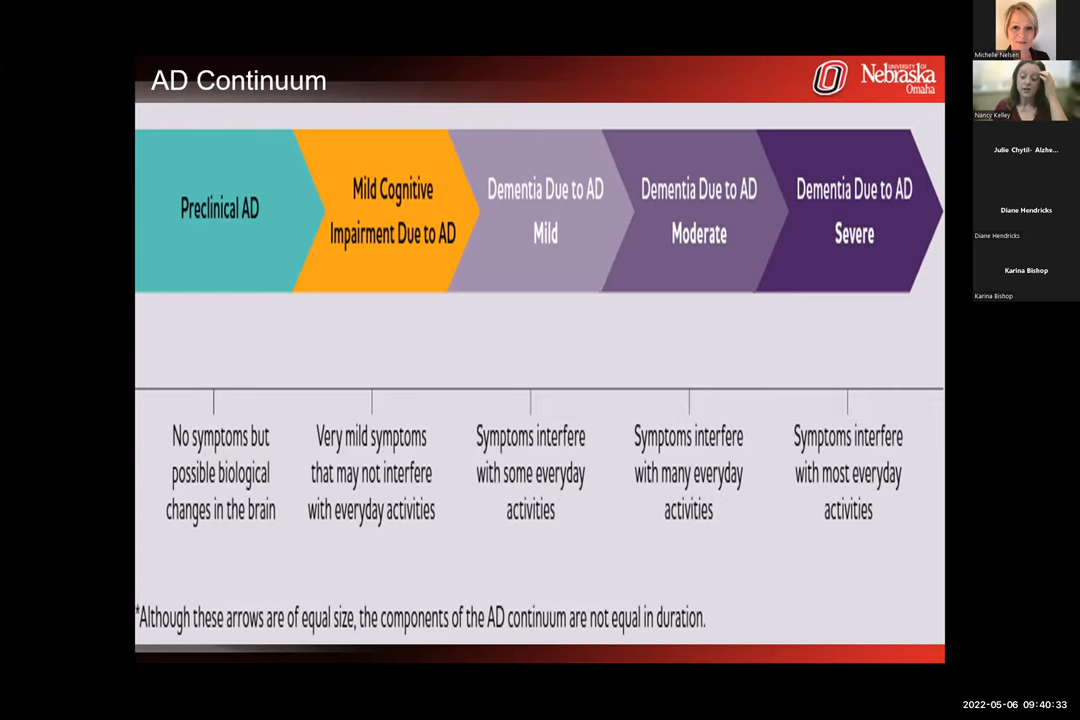 AD Continuum
UNIVERSITY OF
Nebraska
Omaha
Preclinical AD
Mild Cognitive
Impairment Due to AD
Dementia Due to AD
Mild
Dementia Due to AD
Moderate
Dementia Due to AD
Severe
No symptoms but
possible biological
changes in the brain
Very mild symptoms
that may not interfere
with everyday activities
Symptoms interfere
with some everyday
activities
Symptoms interfere
with many everyday
activities
Symptoms interfere
with most everyday
activities
*Although these arrows are of equal size, the components of the AD continuum are not equal in duration.
Michelle Nelsen
Nancy Kelley
Julie Chytil- Alzhe...
Diane Hendricks
Diane Hendricks
Karina Bishop
Karina Bishop
2022-05-06 09:40:33